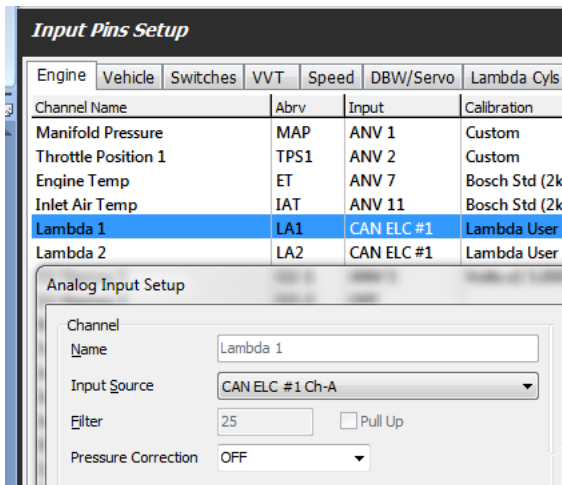 Input Pins Setup
Engine Vehicle Switches VVT Speed DBW/Servo Lambda Cyls
Channel Name Abrv Input Calibration
Manifold Pressure MAP ANV 1 Custom
Throttle Position 1 TPS1 ANV 2 Custom
Engine Temp ET ANV 7 Bosch Std (2k
Inlet Air Temp IAT ANV 11 Bosch Std (2k
Lambda 1 LA1 CAN ELC #1 Lambda User
Lambda 2 LA2 CAN ELC #1 Lambda User
Analog Input Setup
Channel
Name Lambda 1
Input Source CAN ELC #1 Ch-A
Filter 25 Pull Up
Pressure Correction OFF